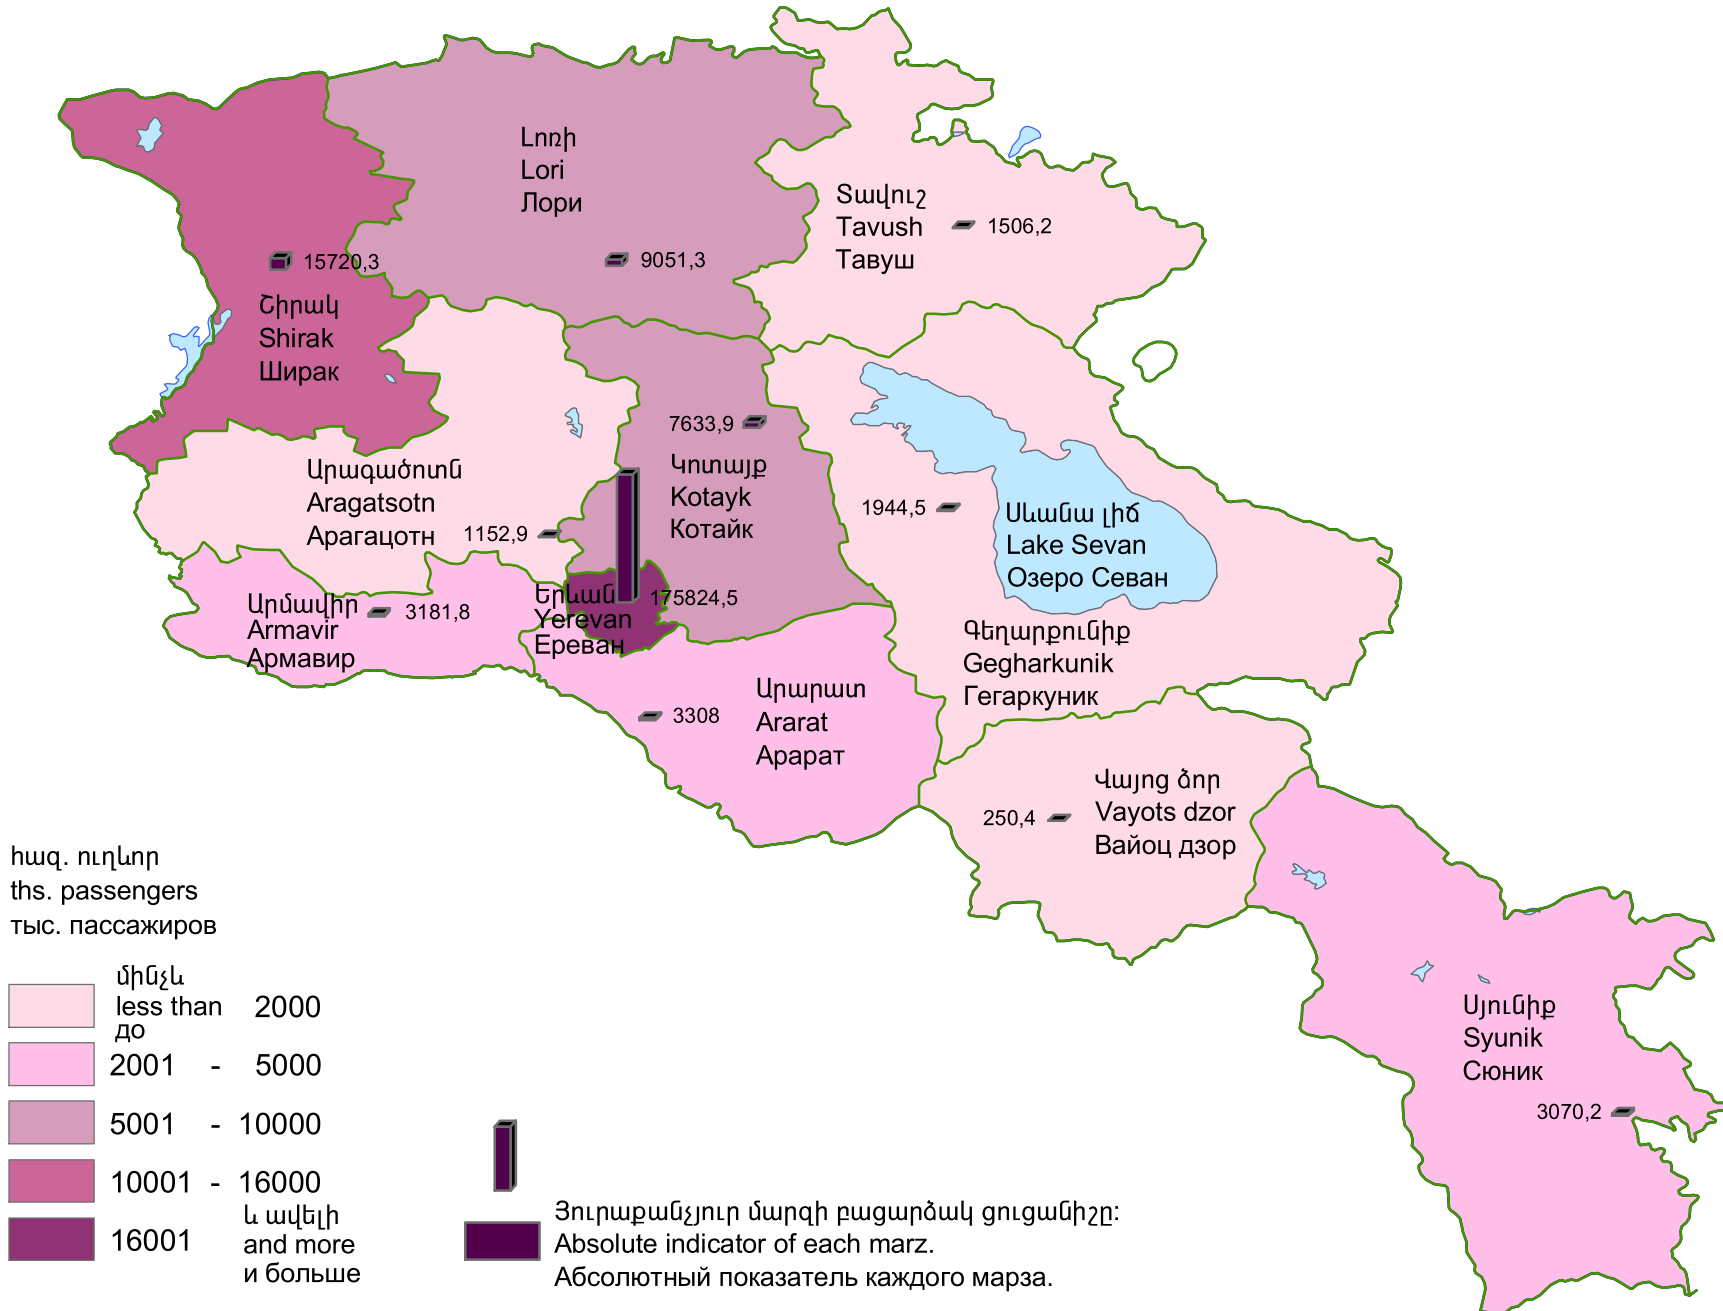 Լոռի
Lori
Лори
9051,3
Տավուշ
Tavush
Тавуш
1506,2
15720,3
Շիրակ
Shirak
Ширак
7633,9
Կոտայք
Kotayk
Котайк
Արագածոտն
Aragatsotn
Арагацотн
1152,9
1944,5
Սևանա լիճ
Lake Sevan
Озеро Севан
Արմավիր
Armavir
Армавир
3181,8
Երևան
Yerevan
Ереван
175824,5
Գեղարքունիք
Gegharkunik
Гегаркуник
Արարատ
Ararat
Арарат
3308
Վայոց ձոր
Vayots dzor
Вайоц дзор
250,4
Սյունիք
Syunik
Сюник
3070,2
հազ. ուղևոր
ths. passengers
тыс. пассажиров
մինչև
less than 2000
до
2001 - 5000
5001 - 10000
10001 - 16000
և ավելի
16001 and more
и больше
Յուրաքանչյուր մարզի բացարձակ ցուցանիշը:
Absolute indicator of each marz.
Абсолютный показатель каждого марза.